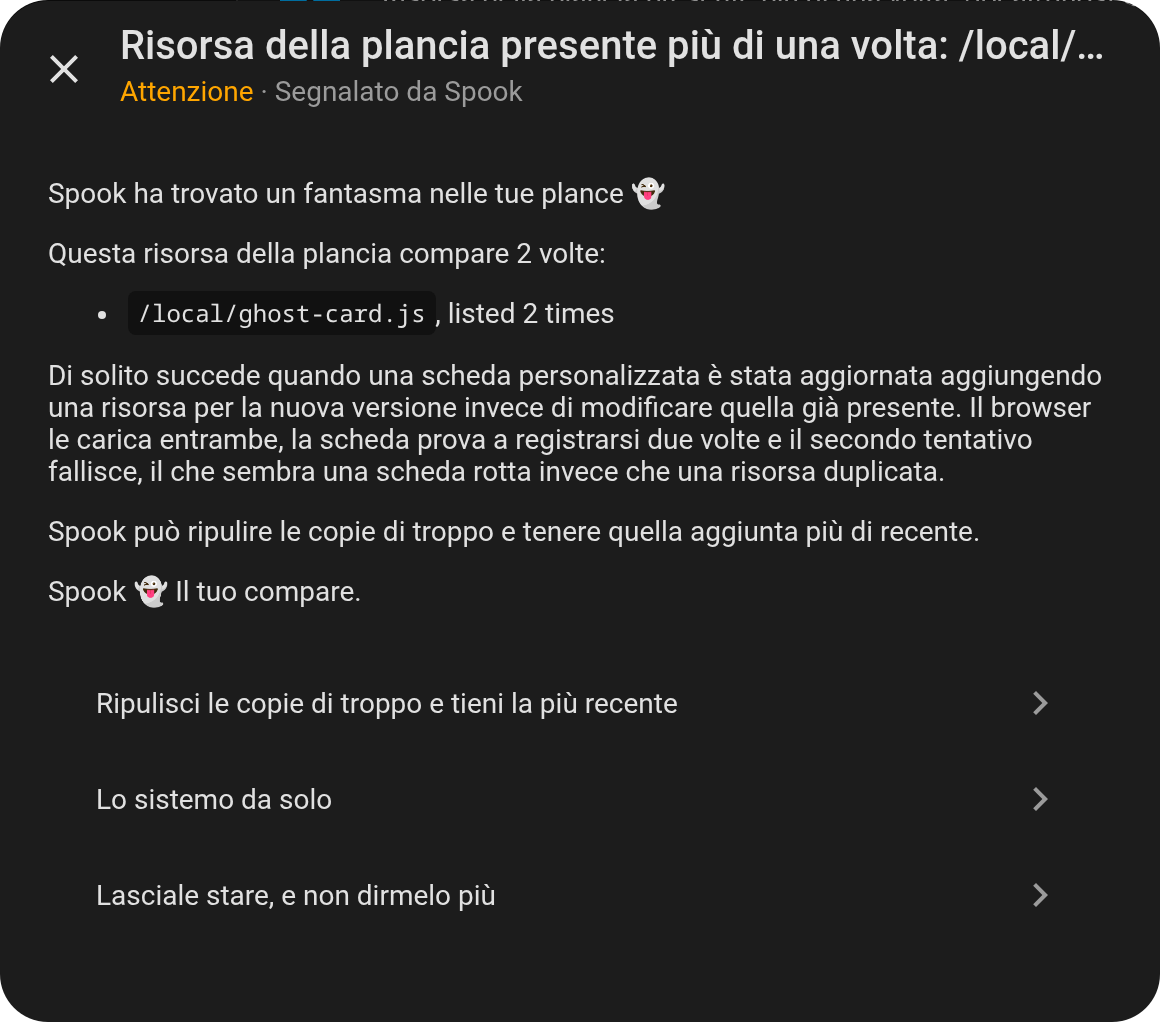 Risorsa della plancia presente più di una volta: /local/...
Attenzione · Segnalato da Spook
Spook ha trovato un fantasma nelle tue plance 👻
Questa risorsa della plancia compare 2 volte:
• /local/ghost-card.js, listed 2 times
Di solito succede quando una scheda personalizzata è stata aggiornata aggiungendo
una risorsa per la nuova versione invece di modificare quella già presente. Il browser
le carica entrambe, la scheda prova a registrarsi due volte e il secondo tentativo
fallisce, il che sembra una scheda rotta invece che una risorsa duplicata.
Spook può ripulire le copie di troppo e tenere quella aggiunta più di recente.
Spook 👻 Il tuo compare.
Ripulisci le copie di troppo e tieni la più recente
Lo sistemo da solo
Lasciale stare, e non dirmelo più